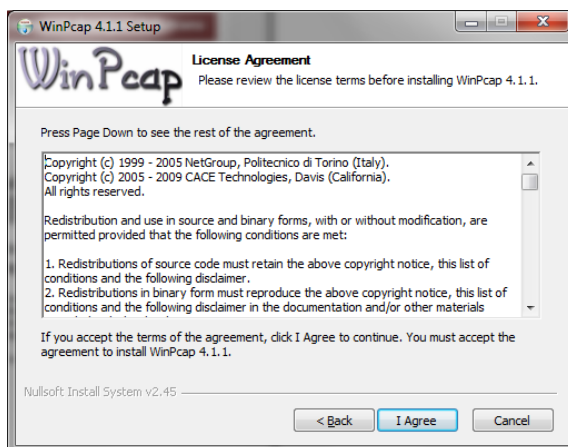 WinPcap 4.1.1 Setup
WinPcap
License Agreement
Please review the license terms before installing WinPcap 4.1.1.
Press Page Down to see the rest of the agreement.
Copyright (c) 1999 - 2005 NetGroup, Politecnico di Torino (Italy).
Copyright (c) 2005 - 2009 CACE Technologies, Davis (California).
All rights reserved.
Redistribution and use in source and binary forms, with or without modification, are
permitted provided that the following conditions are met:
1. Redistributions of source code must retain the above copyright notice, this list of
conditions and the following disclaimer.
2. Redistributions in binary form must reproduce the above copyright notice, this list of
conditions and the following disclaimer in the documentation and/or other materials
If you accept the terms of the agreement, click I Agree to continue. You must accept the
agreement to install WinPcap 4.1.1.
Nullsoft Install System v2.45
< Back
I Agree
Cancel